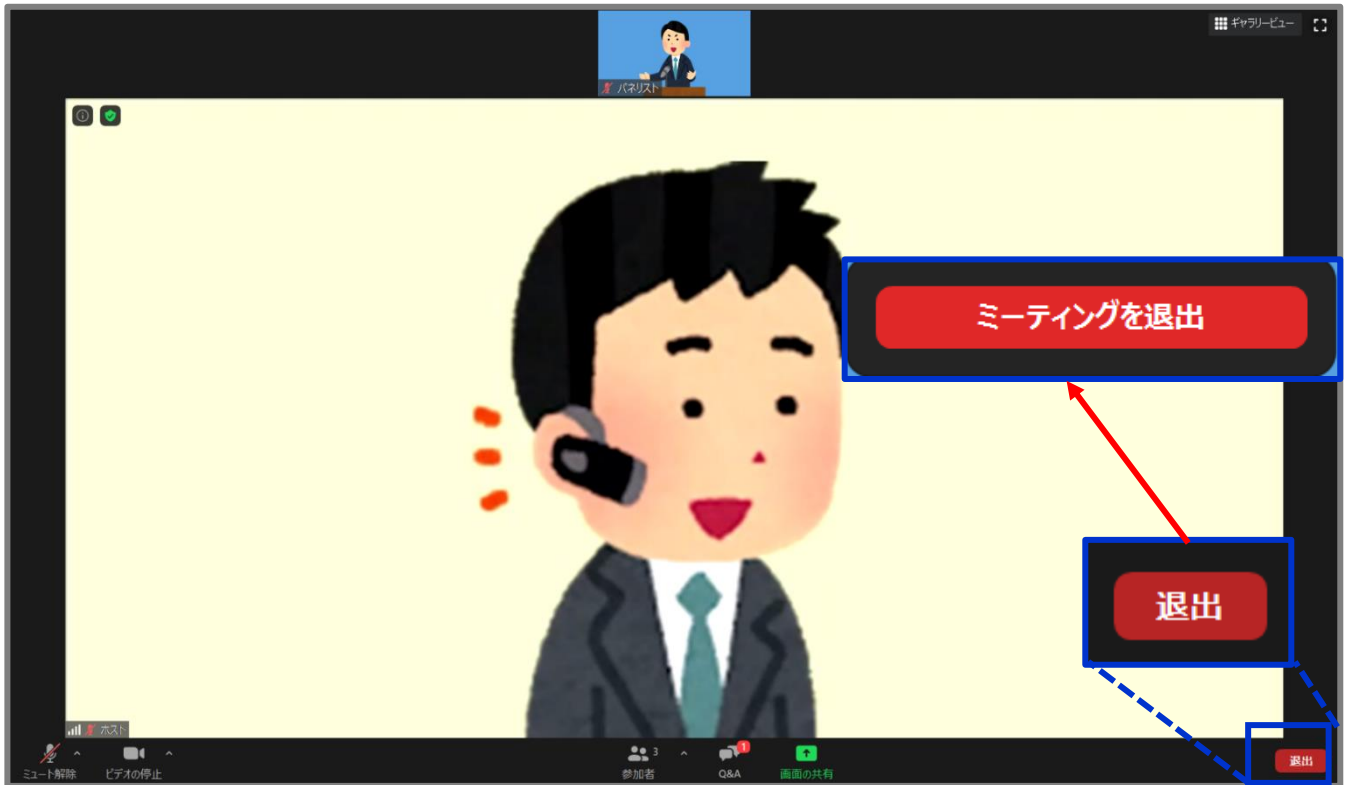 ギャラリービュー
パネリスト
ミーティングを退出
退出
ホスト
ミュート解除
ビデオの停止
3
参加者
1
Q&A
画面の共有
退出